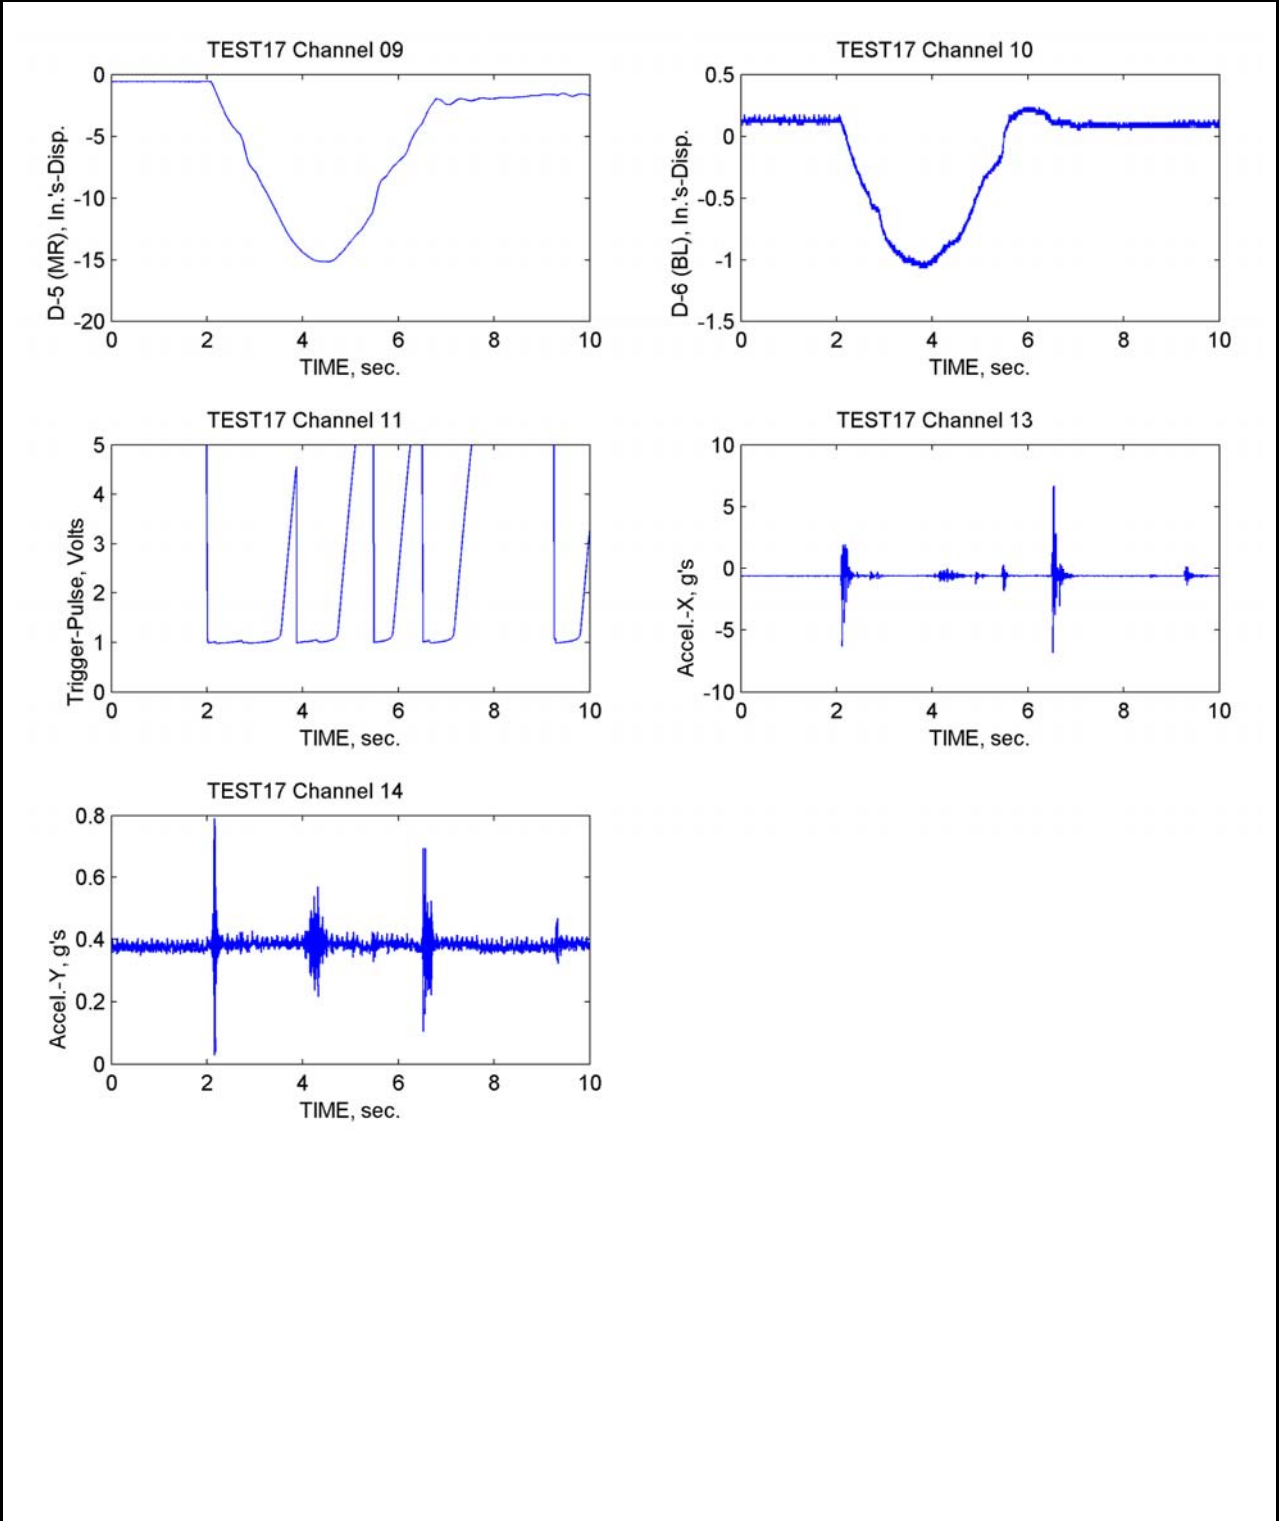 TEST17 Channel 09
0
-5
-10
-15
-20
D-5 (MR), In.'s-Disp.
0 2 4 6 8 10
TIME, sec.
TEST17 Channel 10
0.5
0
-0.5
-1
-1.5
D-6 (BL), In.'s-Disp.
0 2 4 6 8 10
TIME, sec.
TEST17 Channel 11
5
4
3
2
1
0
Trigger-Pulse, Volts
0 2 4 6 8 10
TIME, sec.
TEST17 Channel 13
10
5
0
-5
-10
Accel.-X, g's
0 2 4 6 8 10
TIME, sec.
TEST17 Channel 14
0.8
0.6
0.4
0.2
0
Accel.-Y, g's
0 2 4 6 8 10
TIME, sec.